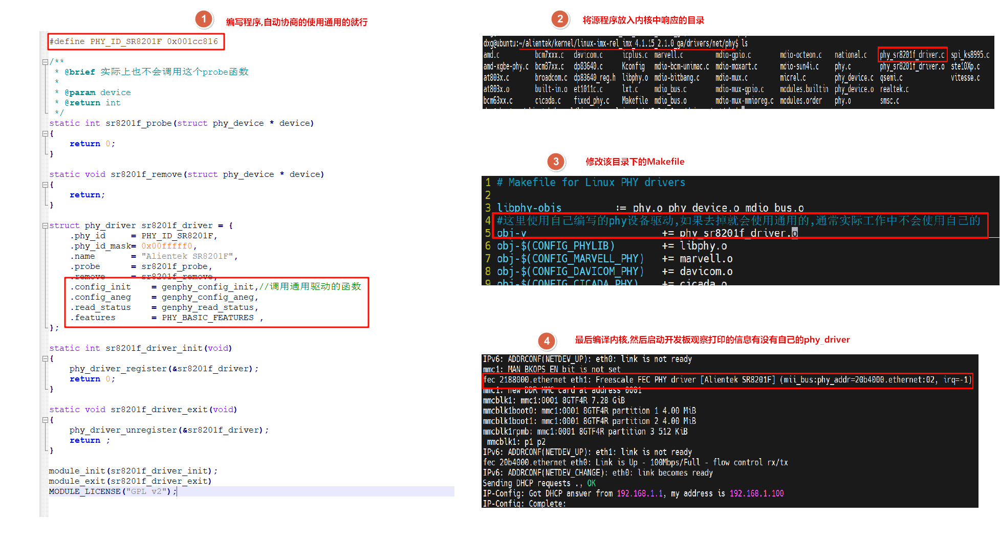 1 编写程序,自动协商的使用通用的就行
#define PHY_ID_SR8201F 0x001cc816
/**
 * @brief 实际上也不会调用这个probe函数
 *
 * @param device
 * @return int
 */
static int sr8201f_probe(struct phy_device * device)
{
    return 0;
}
static void sr8201f_remove(struct phy_device * device)
{
    return;
}
struct phy_driver sr8201f_driver = {
    .phy_id     = PHY_ID_SR8201F,
    .phy_id_mask= 0x00fffff0,
    .name       = "Alientek SR8201F",
    .probe      = sr8201f_probe,
    .remove     = sr8201f_remove,
    .config_init    = genphy_config_init,//调用通用驱动的函数
    .config_aneg    = genphy_config_aneg,
    .read_status    = genphy_read_status,
    .features       = PHY_BASIC_FEATURES ,
};
static int sr8201f_driver_init(void)
{
    phy_driver_register(&sr8201f_driver);
    return 0;
}
static void sr8201f_driver_exit(void)
{
    phy_driver_unregister(&sr8201f_driver);
    return ;
}
module_init(sr8201f_driver_init);
module_exit(sr8201f_driver_exit)
MODULE_LICENSE("GPL v2");
2 将源程序放入内核中响应的目录
dxg@ubuntu:~/alientek/kernel/linux-imx-rel_imx_4.1.15_2.1.0_ga/drivers/net/phy$ ls
amd.c bcm7xxx.c davicom.c icplus.c marvell.c mdio-gpio.c mdio-octeon.c national.c phy_sr8201f_driver.c spi_ks8995.c
amd-xgbe-phy.c bcm87xx.c dp83640.c Kconfig mdio-bcm-unimac.c mdio-moxart.c mdio-sun4i.c phy.c phy_sr8201f_driver.o ste10Xp.c
at803x.c broadcom.c dp83640_reg.h libphy.o mdio-bitbang.c mdio-mux.c micrel.c phy_device.c qsemi.c vitesse.c
at803x.o built-in.o et1011c.c lxt.c mdio_bus.c mdio-mux-gpio.c modules.builtin phy_device.o realtek.c
bcm63xx.c cicada.c fixed_phy.c Makefile mdio_bus.o mdio-mux-mmioreg.c modules.order phy.o smsc.c
3 修改该目录下的Makefile
1 # Makefile for Linux PHY drivers
2
3 libphy-objs := phy.o phy_device.o mdio_bus.o
4 #这里使用自己编写的phy设备驱动,如果去掉就会使用通用的,通常实际工作中不会使用自己的
5 obj-y += phy_sr8201f_driver.o
6 obj-$(CONFIG_PHYLIB) += libphy.o
7 obj-$(CONFIG_MARVELL_PHY) += marvell.o
8 obj-$(CONFIG_DAVICOM_PHY) += davicom.o
9 obj-$(CONFIG_CICADA_PHY) += cicada.o
4 最后编译内核,然后启动开发板观察打印的信息有没有自己的phy_driver
IPv6: ADDRCONF(NETDEV_UP): eth0: link is not ready
mmc1: MAN_BKOPS_EN bit is not set
fec 2188000.ethernet eth1: Freescale FEC PHY driver [Alientek SR8201F] (mii_bus:phy_addr=20b4000.ethernet:02, irq=-1)
mmc1: new DDR MMC card at address 0001
mmcblk1: mmc1:0001 8GTF4R 7.28 GiB
mmcblk1boot0: mmc1:0001 8GTF4R partition 1 4.00 MiB
mmcblk1boot1: mmc1:0001 8GTF4R partition 2 4.00 MiB
mmcblk1rpmb: mmc1:0001 8GTF4R partition 3 512 KiB
 mmcblk1: p1 p2
IPv6: ADDRCONF(NETDEV_UP): eth1: link is not ready
fec 20b4000.ethernet eth0: Link is Up - 100Mbps/Full - flow control rx/tx
IPv6: ADDRCONF(NETDEV_CHANGE): eth0: link becomes ready
Sending DHCP requests ., OK
IP-Config: Got DHCP answer from 192.168.1.1, my address is 192.168.1.100
IP-Config: Complete: